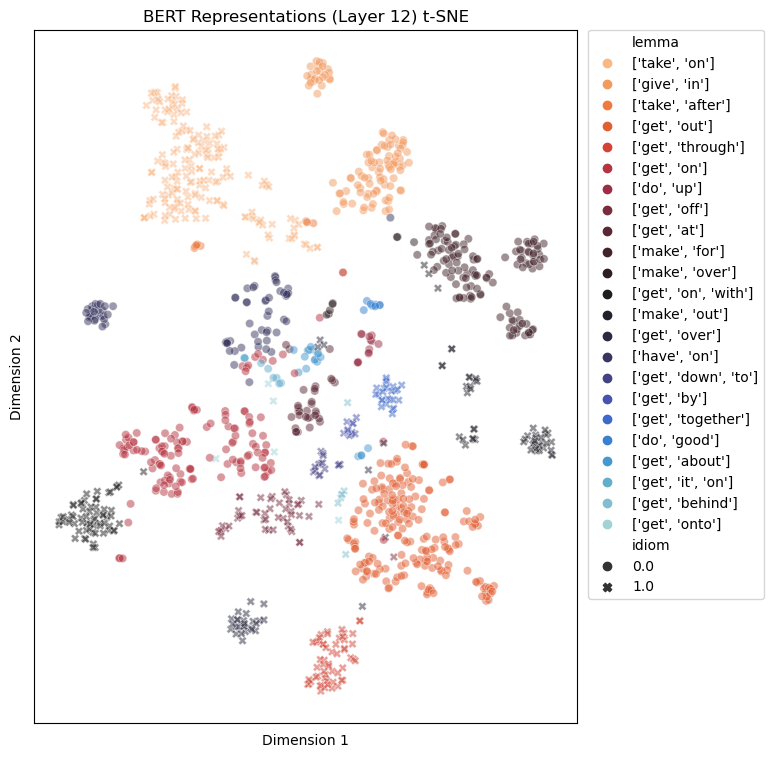 BERT Representations (Layer 12) t-SNE
Dimension 2
Dimension 1
lemma
['take', 'on']
['give', 'in']
['take', 'after']
['get', 'out']
['get', 'through']
['get', 'on']
['do', 'up']
['get', 'off']
['get', 'at']
['make', 'for']
['make', 'over']
['get', 'on', 'with']
['make', 'out']
['get', 'over']
['have', 'on']
['get', 'down', 'to']
['get', 'by']
['get', 'together']
['do', 'good']
['get', 'about']
['get', 'it', 'on']
['get', 'behind']
['get', 'onto']
idiom
0.0
1.0